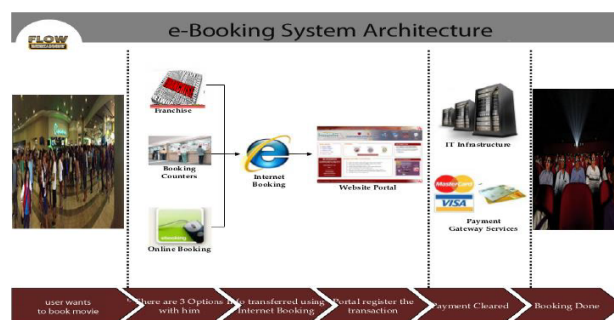 e-Booking System Architecture
FLOW
Franchise
Booking
Counters
Online Booking
Internet
Booking
Website Portal
IT Infrastructure
MasterCard
VISA
Payment
Gateway Services
user wants
to book movie
There are 3 Options
with him
Info transferred using
Internet Booking
Portal register the
transaction
Payment Cleared
Booking Done